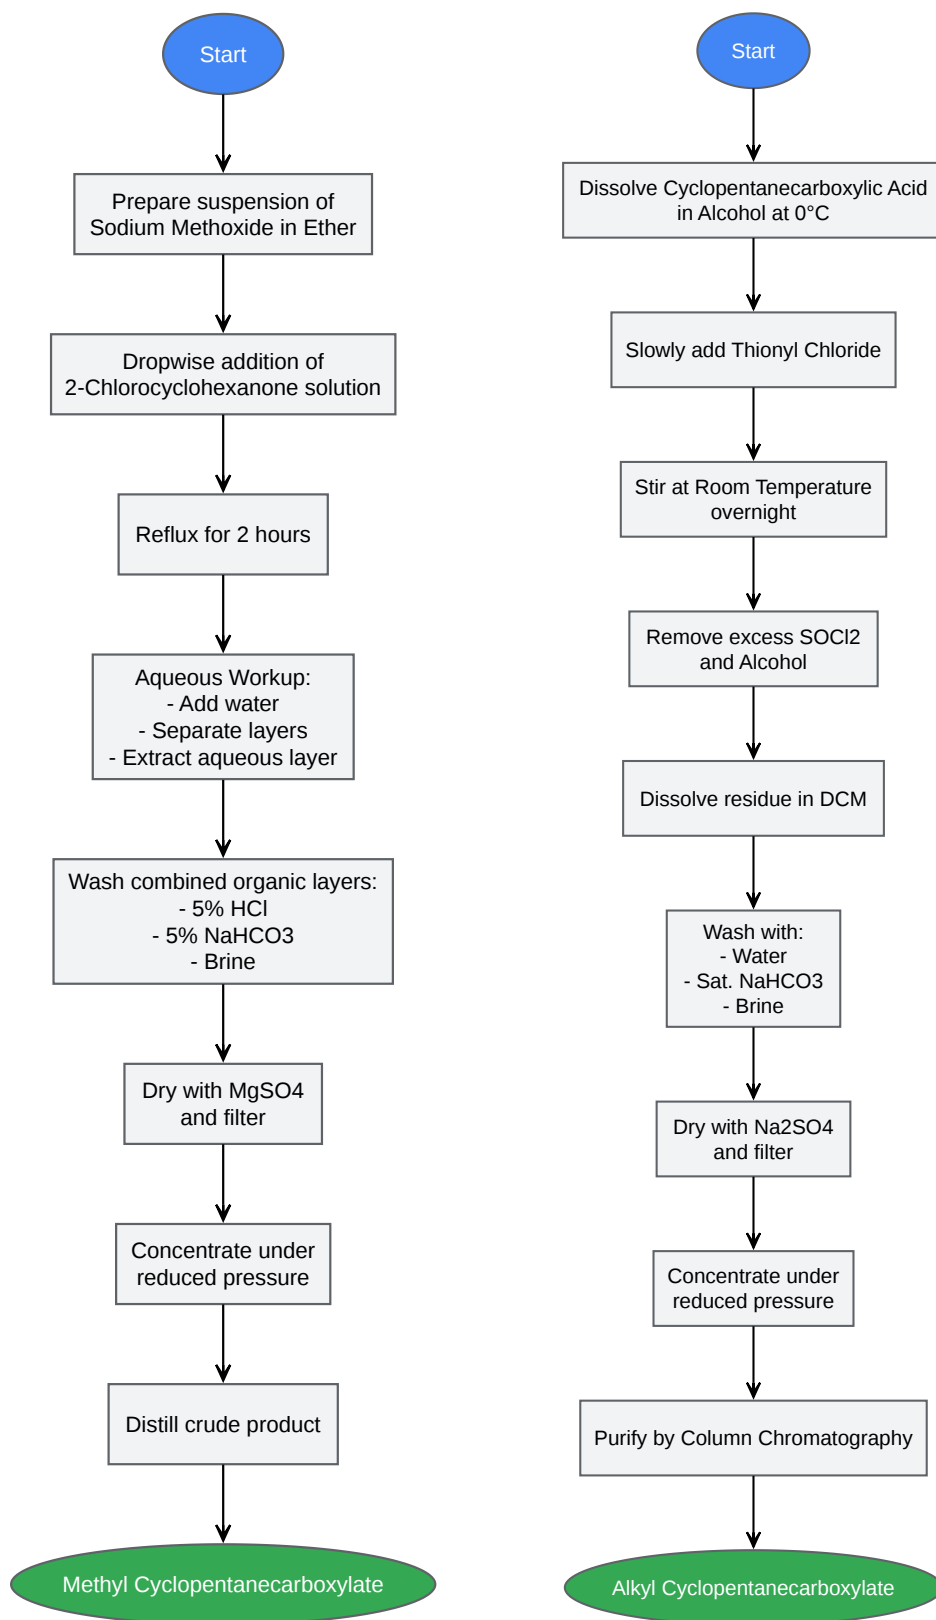 Start
Prepare suspension of
Sodium Methoxide in Ether
Dropwise addition of
2-Chlorocyclohexanone solution
Reflux for 2 hours
Aqueous Workup:
- Add water
- Separate layers
- Extract aqueous layer
Wash combined organic layers:
- 5% HCl
- 5% NaHCO3
- Brine
Dry with MgSO4
and filter
Concentrate under
reduced pressure
Distill crude product
Methyl Cyclopentanecarboxylate
Start
Dissolve Cyclopentanecarboxylic Acid
in Alcohol at 0°C
Slowly add Thionyl Chloride
Stir at Room Temperature
overnight
Remove excess SOCl2
and Alcohol
Dissolve residue in DCM
Wash with:
- Water
- Sat. NaHCO3
- Brine
Dry with Na2SO4
and filter
Concentrate under
reduced pressure
Purify by Column Chromatography
Alkyl Cyclopentanecarboxylate